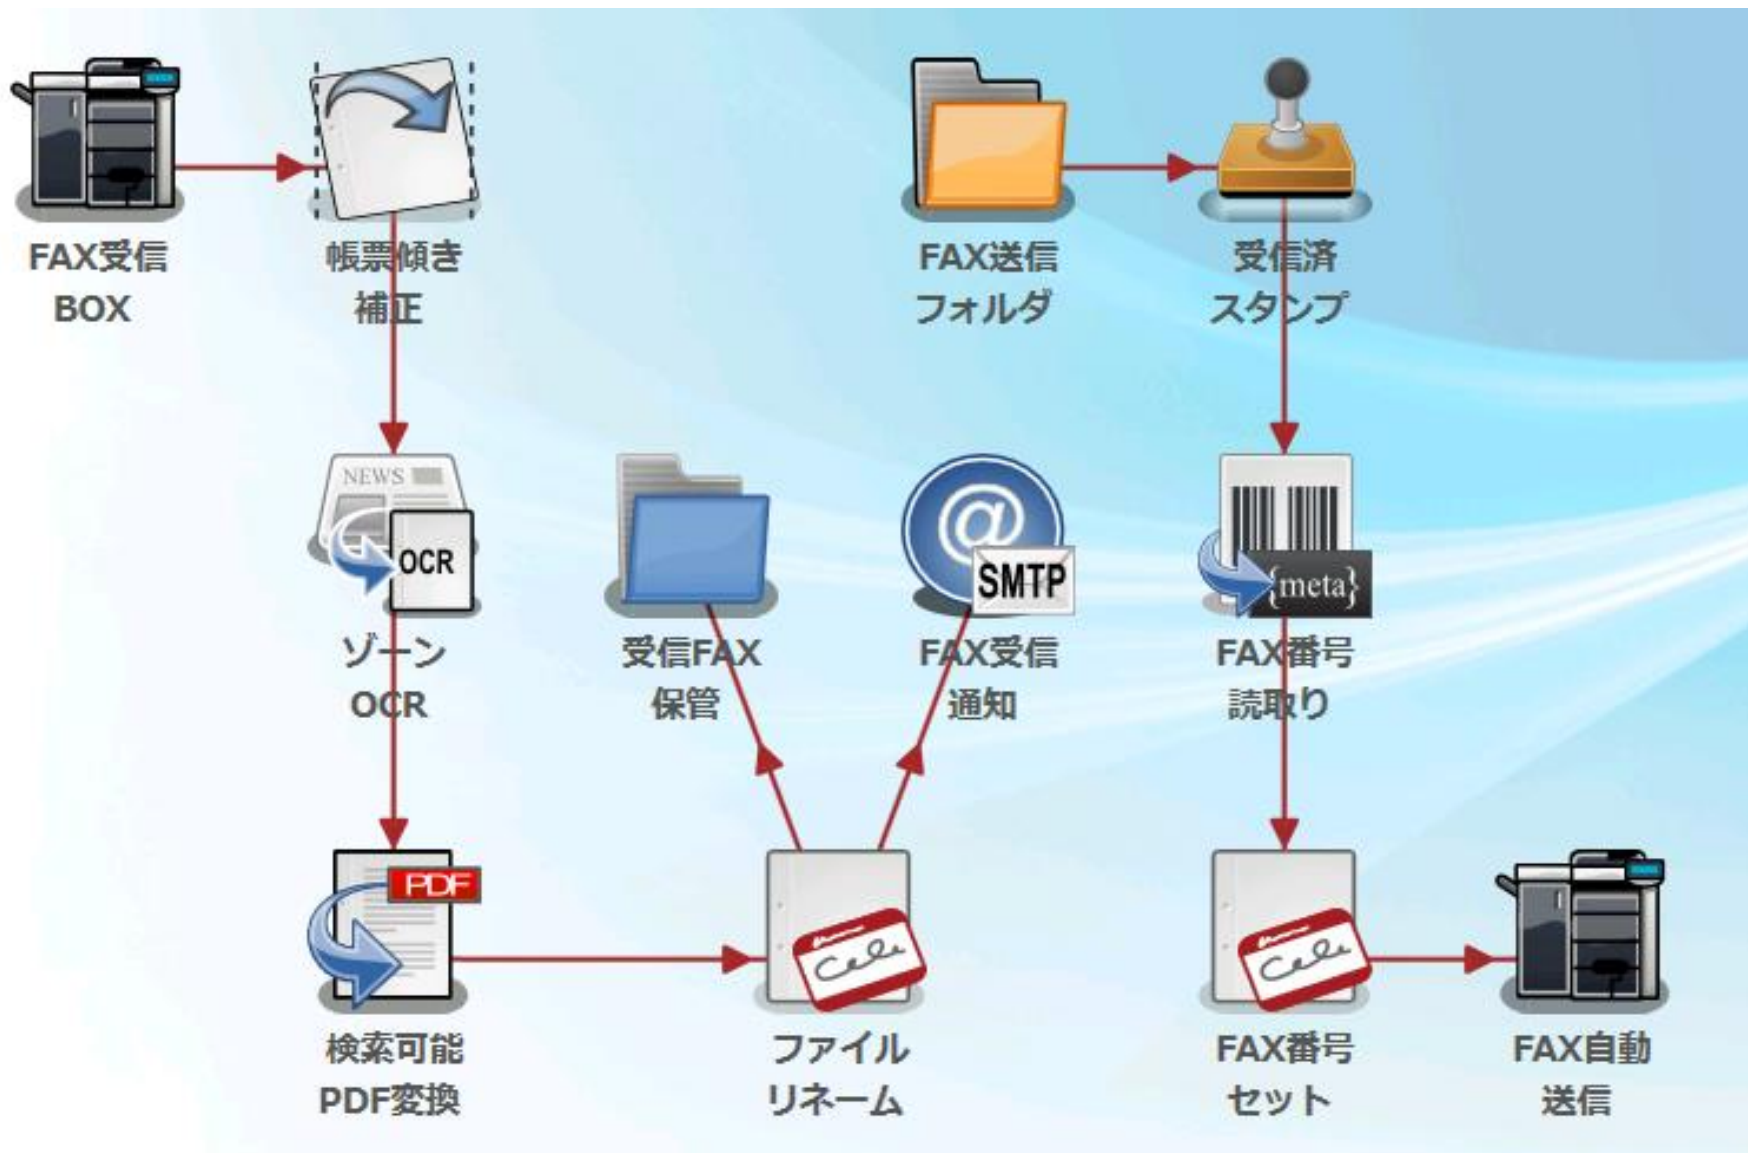 FAX受信
BOX
帳票傾き
補正
FAX送信
フォルダ
受信済
スタンプ
NEWS
OCR
ゾーン
OCR
受信FAX
保管
@
SMTP
FAX受信
通知
{meta}
FAX番号
読取り
PDF
検索可能
PDF変換
ファイル
リネーム
FAX番号
セット
FAX自動
送信